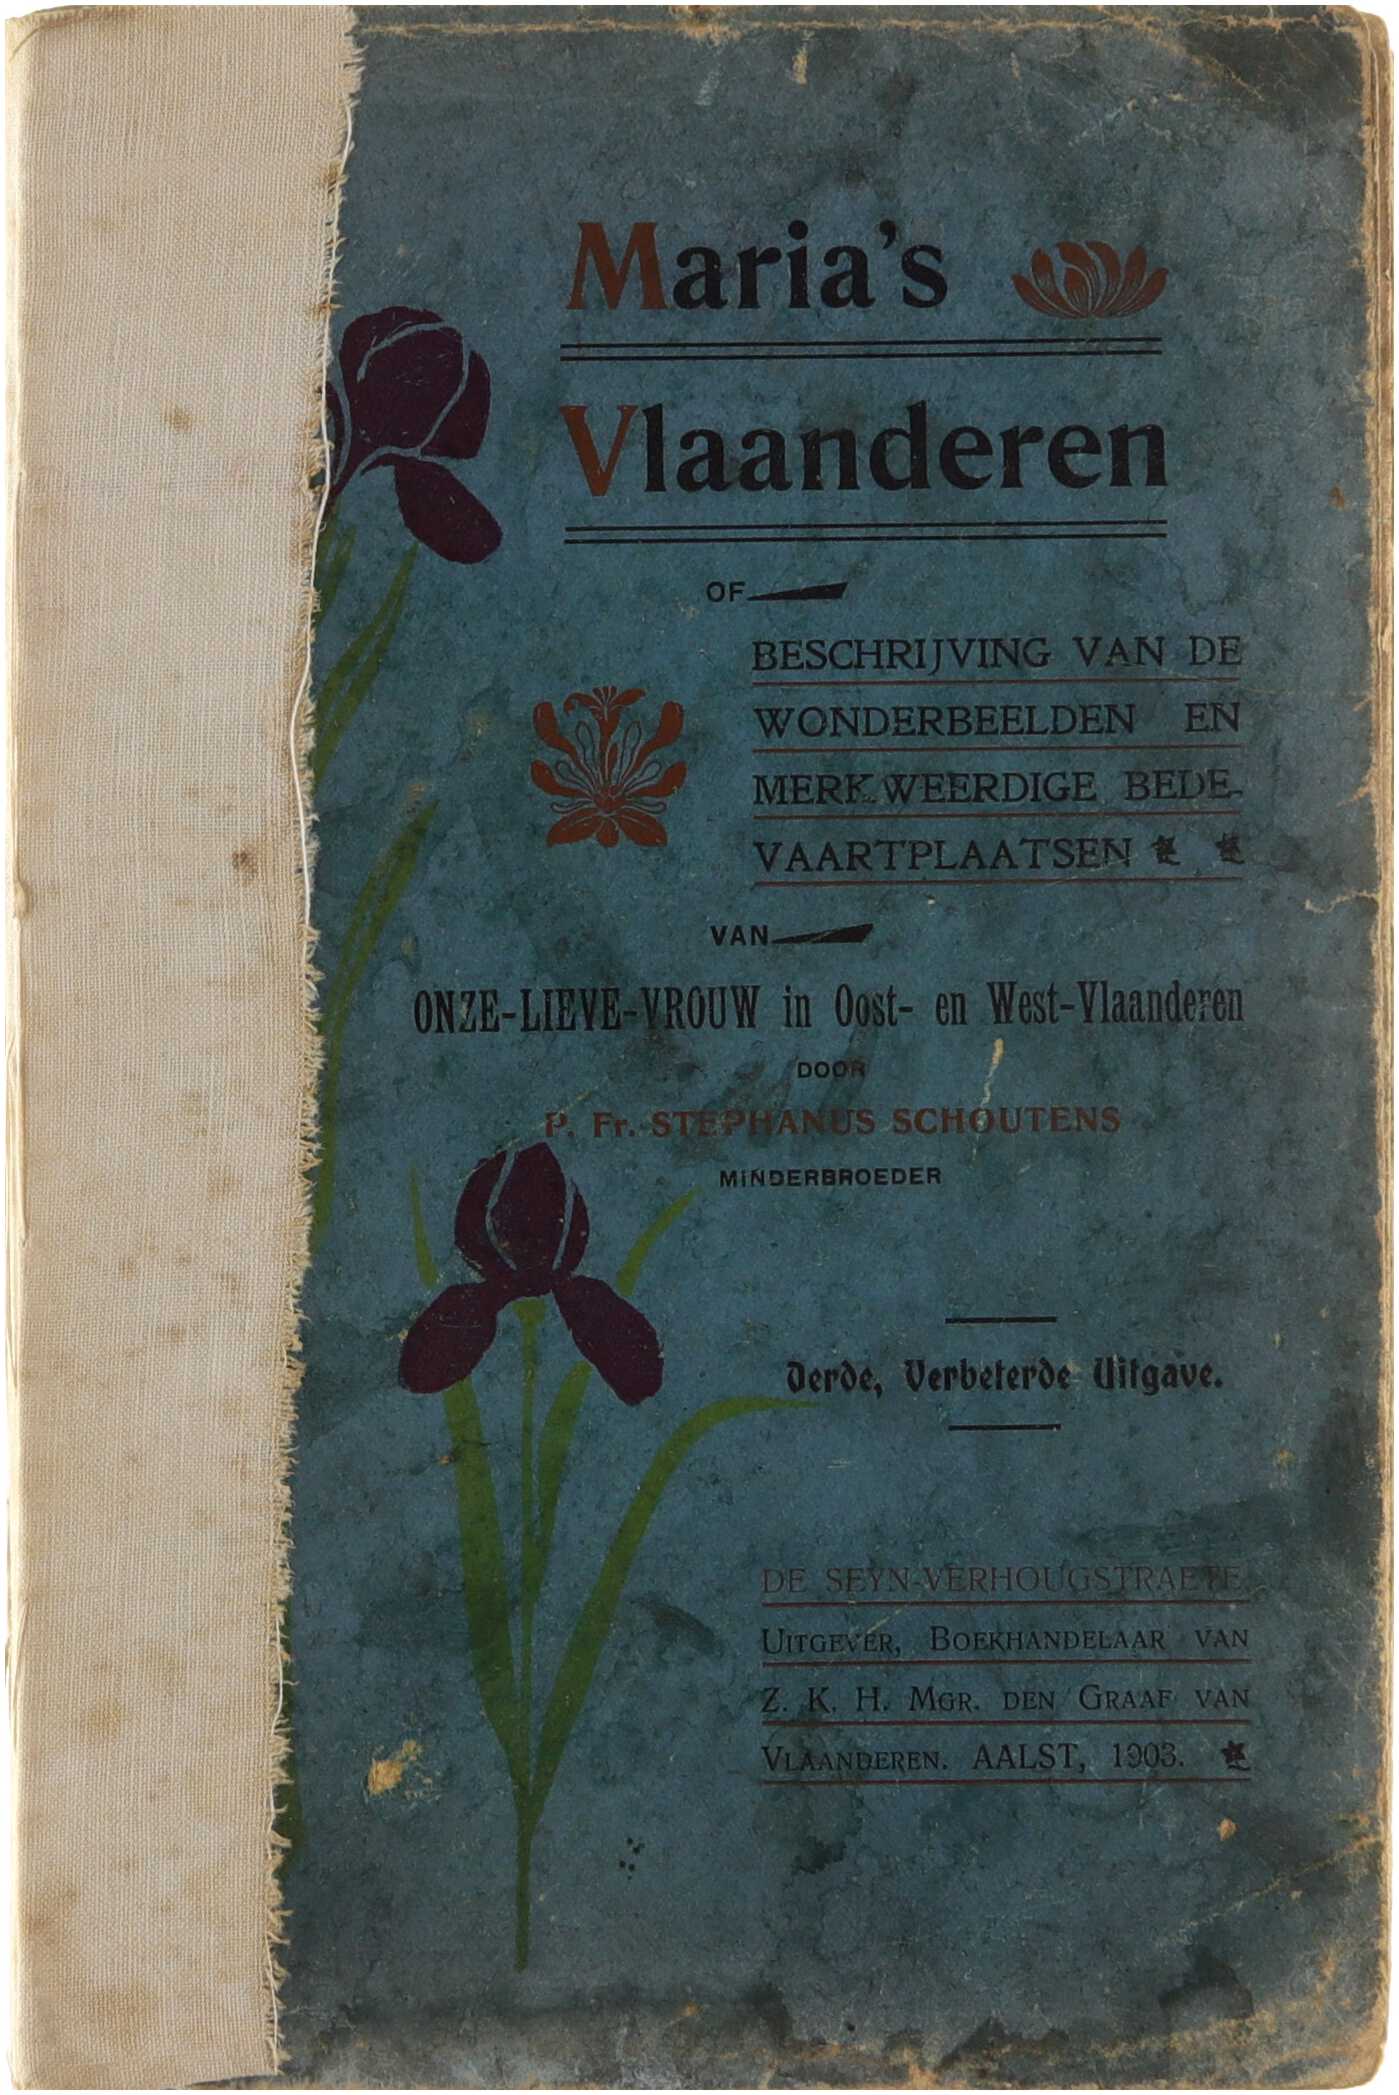 Maria's
Vlaanderen
OF
BESCHRIJVING VAN DE
WONDERBEELDEN EN
MERKWEERDIGE BEDE-
VAARTPLAATSEN
VAN
ONZE-LIEVE-VROUW in Oost- en West-Vlaanderen
DOOR
P. Fr. STEPHANUS SCHOUTENS
MINDERBROEDER
Derde, Verbeterde Uitgave.
DE SEYN-VERHOUGSTRAETE
UITGEVER, BOEKHANDELAAR VAN
Z. K. H. MGR. DEN GRAAF VAN
VLAANDEREN. AALST, 1903.